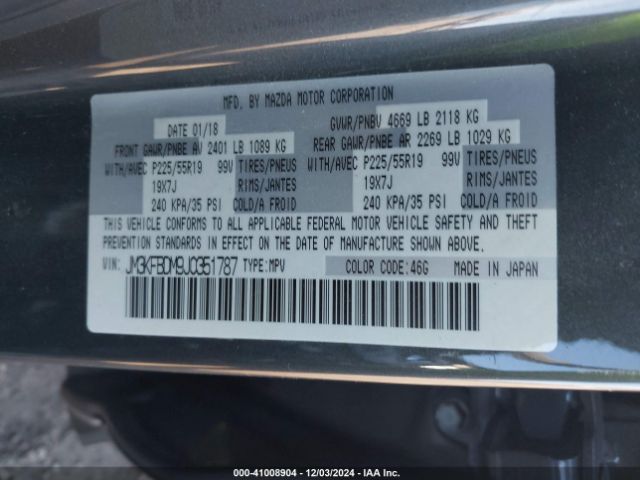 MFD. BY MAZDA MOTOR CORPORATION
DATE 01/18 GVWR/PNBV 4669 LB 2118 KG
FRONT GAWR/PNBE AV 2401 LB 1089 KG REAR GAWR/PNBE AR 2269 LB 1029 KG
WITH/AVEC P225/55R19 99V TIRES/PNEUS WITH/AVEC P225/55R19 99V TIRES/PNEUS
19X7J RIMS/JANTES 19X7J RIMS/JANTES
240 KPA/35 PSI COLD/A FROID 240 KPA/35 PSI COLD/A FROID
THIS VEHICLE CONFORMS TO ALL APPLICABLE FEDERAL MOTOR VEHICLE SAFETY AND THEFT
PREVENTION STANDARDS IN EFFECT ON THE DATE OF MANUFACTURE SHOWN ABOVE.
VIN: JM3KFBDM9J0351787 TYPE:MPV COLOR CODE:46G MADE IN JAPAN
000-41008904 - 12/03/2024 - IAA Inc.